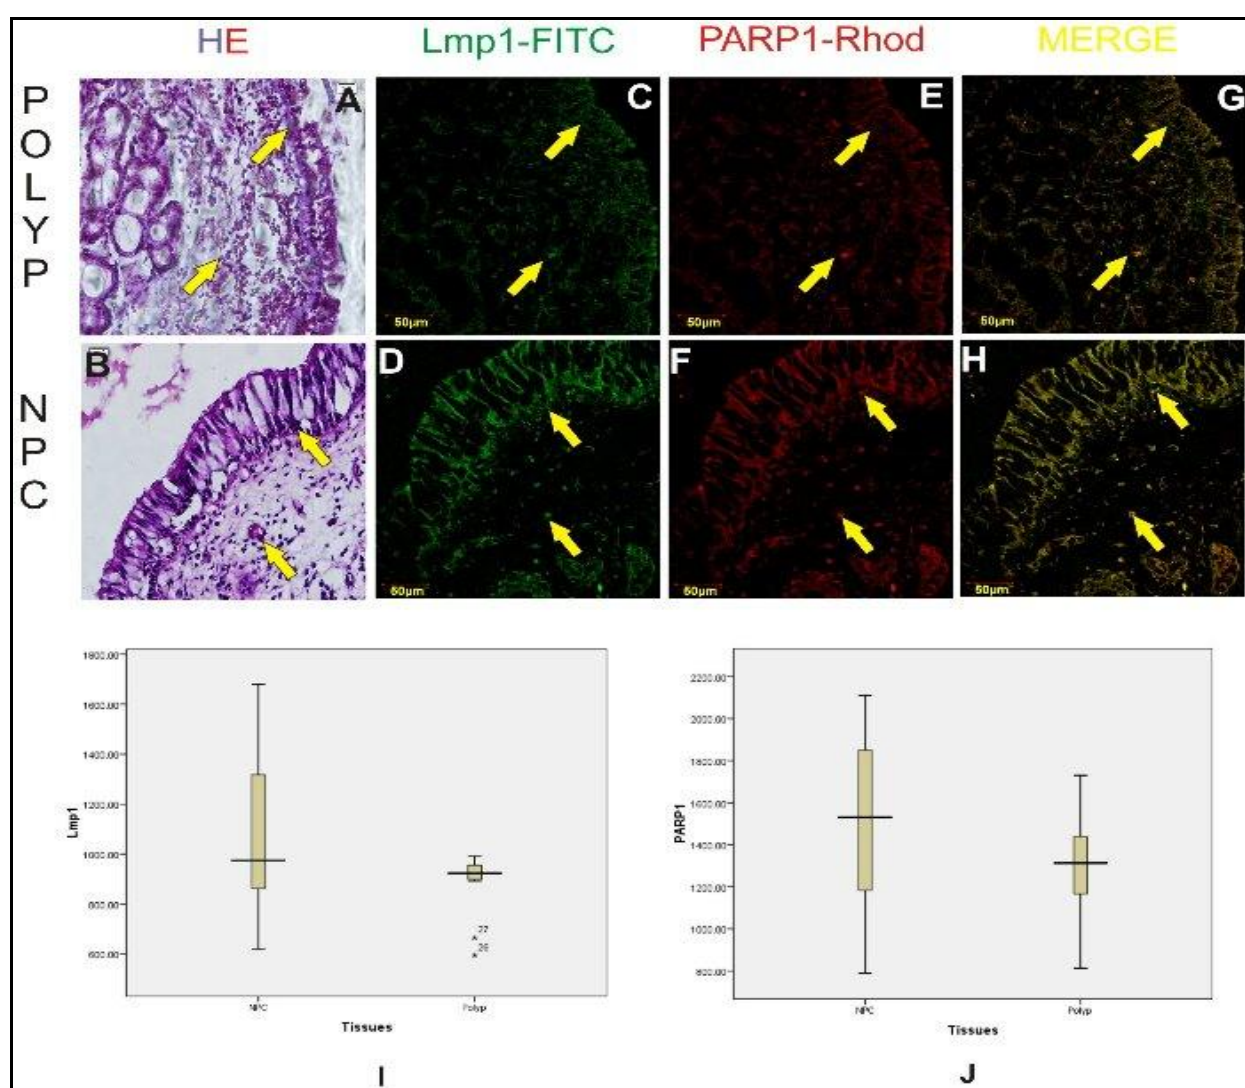 HE Lmp1-FITC PARP1-Rhod MERGE
POLYP
A C E G
50µm 50µm 50µm
NPC
B D F H
50µm 50µm 50µm
1800.00
1600.00
1400.00
1200.00
1000.00
800.00
600.00
Lmp1
27
NPC Polyp
Tissues
I
2200.00
2000.00
1800.00
1600.00
1400.00
1200.00
1000.00
800.00
PARP1
NPC Polyp
Tissues
J